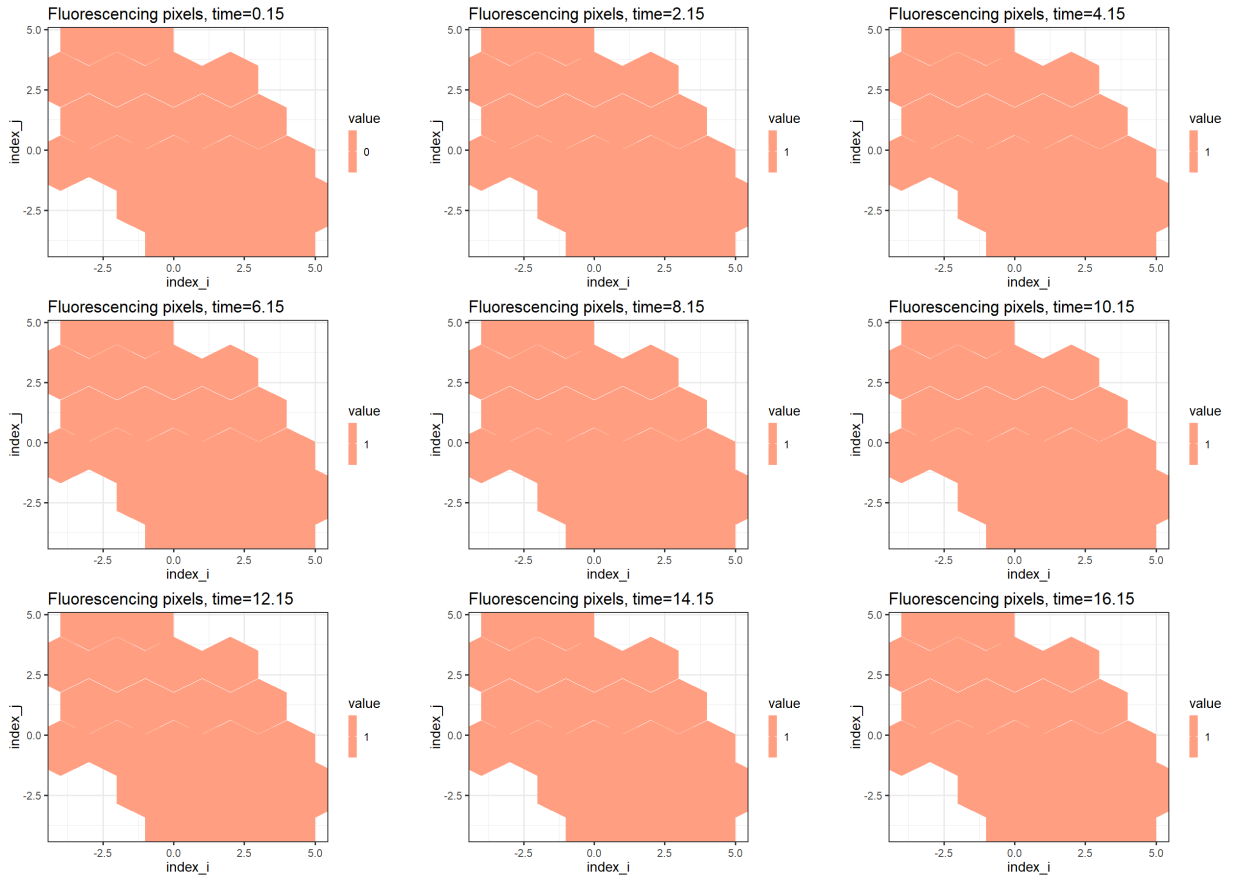 Fluorescencing pixels, time=0.15
Fluorescencing pixels, time=2.15
Fluorescencing pixels, time=4.15
5.0
2.5
0.0
-2.5
index_j
-2.5 0.0 2.5 5.0
index_i
value
0
5.0
2.5
0.0
-2.5
index_j
-2.5 0.0 2.5 5.0
index_i
value
1
5.0
2.5
0.0
-2.5
index_j
-2.5 0.0 2.5 5.0
index_i
value
1
Fluorescencing pixels, time=6.15
Fluorescencing pixels, time=8.15
Fluorescencing pixels, time=10.15
5.0
2.5
0.0
-2.5
index_j
-2.5 0.0 2.5 5.0
index_i
value
1
5.0
2.5
0.0
-2.5
index_j
-2.5 0.0 2.5 5.0
index_i
value
1
5.0
2.5
0.0
-2.5
index_j
-2.5 0.0 2.5 5.0
index_i
value
1
Fluorescencing pixels, time=12.15
Fluorescencing pixels, time=14.15
Fluorescencing pixels, time=16.15
5.0
2.5
0.0
-2.5
index_j
-2.5 0.0 2.5 5.0
index_i
value
1
5.0
2.5
0.0
-2.5
index_j
-2.5 0.0 2.5 5.0
index_i
value
1
5.0
2.5
0.0
-2.5
index_j
-2.5 0.0 2.5 5.0
index_i
value
1